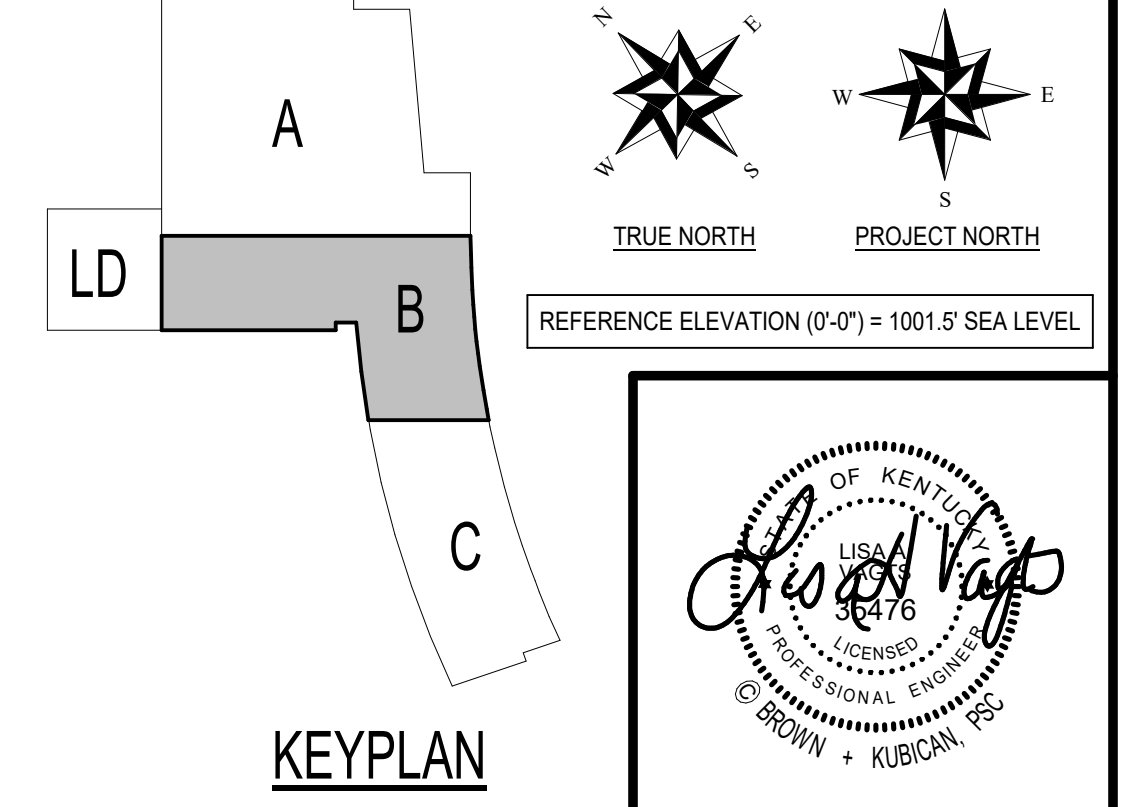 A
LD
B
C
KEYPLAN
N
E
W
S
TRUE NORTH
W
E
S
PROJECT NORTH
REFERENCE ELEVATION (0'-0") = 1001.5' SEA LEVEL
STATE OF KENTUCKY
LISA A
VAGTS
36476
LICENSED
PROFESSIONAL ENGINEER
© BROWN + KUBICAN, PSC
Lisa A Vagts